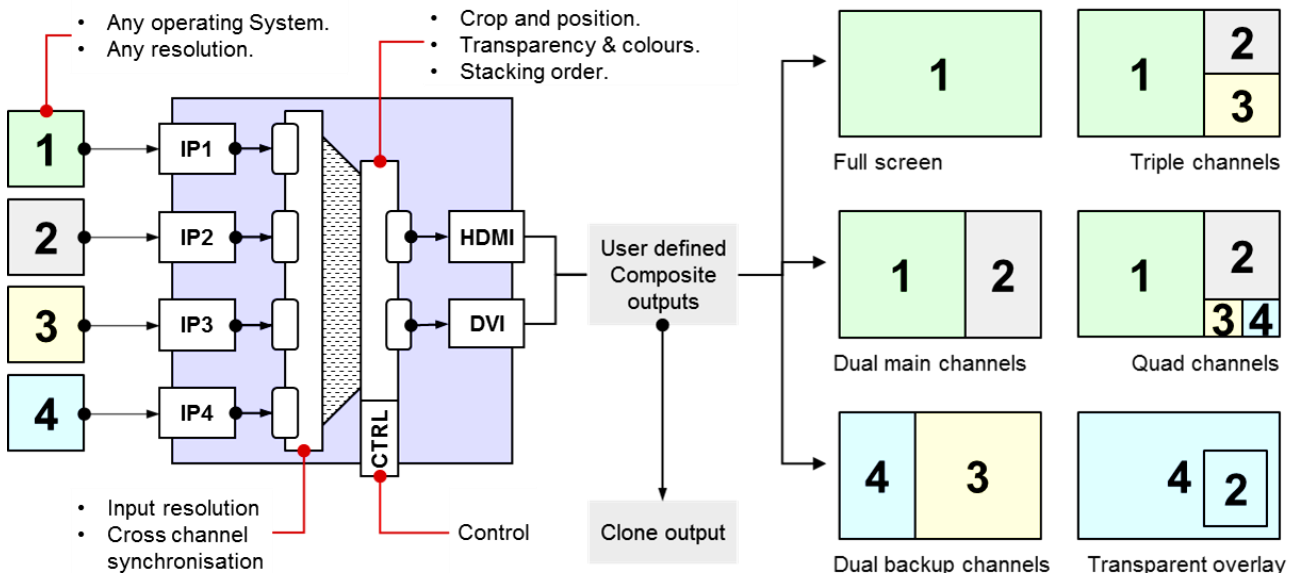 • Any operating System.
• Any resolution.
• Crop and position.
• Transparency & colours.
• Stacking order.
1
2
3
4
IP1
IP2
IP3
IP4
HDMI
DVI
CTRL
• Input resolution
• Cross channel
synchronisation
Control
User defined
Composite
outputs
Clone output
1
Full screen
1
2
3
Triple channels
1
2
Dual main channels
1
2
3
4
Quad channels
4
3
Dual backup channels
4
2
Transparent overlay